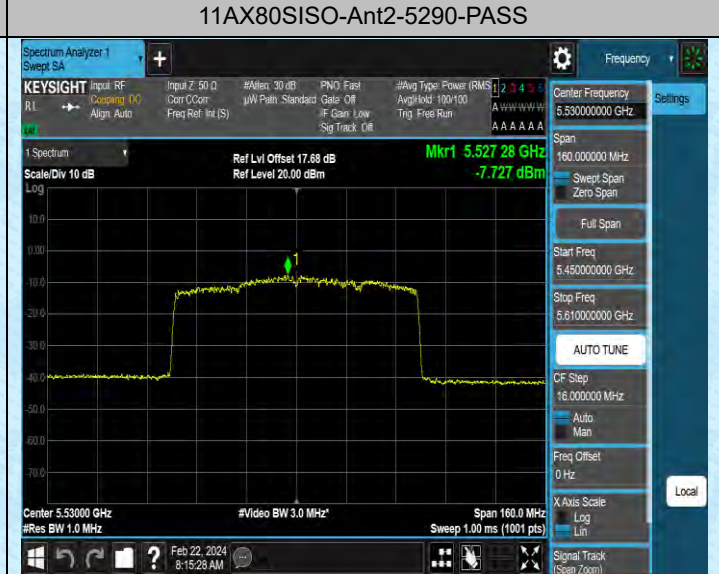 11AX80SISO-Ant2-5290-PASS
Spectrum Analyzer 1
Swept SA
Frequency
KEYSIGHT
Input: RF
Coupling: DC
Align: Auto
Input Z: 50 Ω
Corr CCorr
Freq Ref: Int (S)
#Atten: 30 dB
µW Path: Standard
PNO: Fast
Gate: Off
IF Gain: Low
Sig Track: Off
#Avg Type: Power (RMS
Avg|Hold: 100/100
Trig: Free Run
1 2 3 4 5 6
A W W W W W
A A A A A A
1 Spectrum
Scale/Div 10 dB
Log
Ref Lvl Offset 17.68 dB
Ref Level 20.00 dBm
Mkr1 5.527 28 GHz
-7.727 dBm
10.0
0.00
-10.0
-20.0
-30.0
-40.0
-50.0
-60.0
-70.0
1
Center 5.53000 GHz
#Res BW 1.0 MHz
#Video BW 3.0 MHz*
Span 160.0 MHz
Sweep 1.00 ms (1001 pts)
Feb 22, 2024
8:15:28 AM
Center Frequency
5.530000000 GHz
Settings
Span
160.000000 MHz
Swept Span
Zero Span
Full Span
Start Freq
5.450000000 GHz
Stop Freq
5.610000000 GHz
AUTO TUNE
CF Step
16.000000 MHz
Auto
Man
Freq Offset
0 Hz
X Axis Scale
Log
Lin
Local
Signal Track
(Span Zoom)